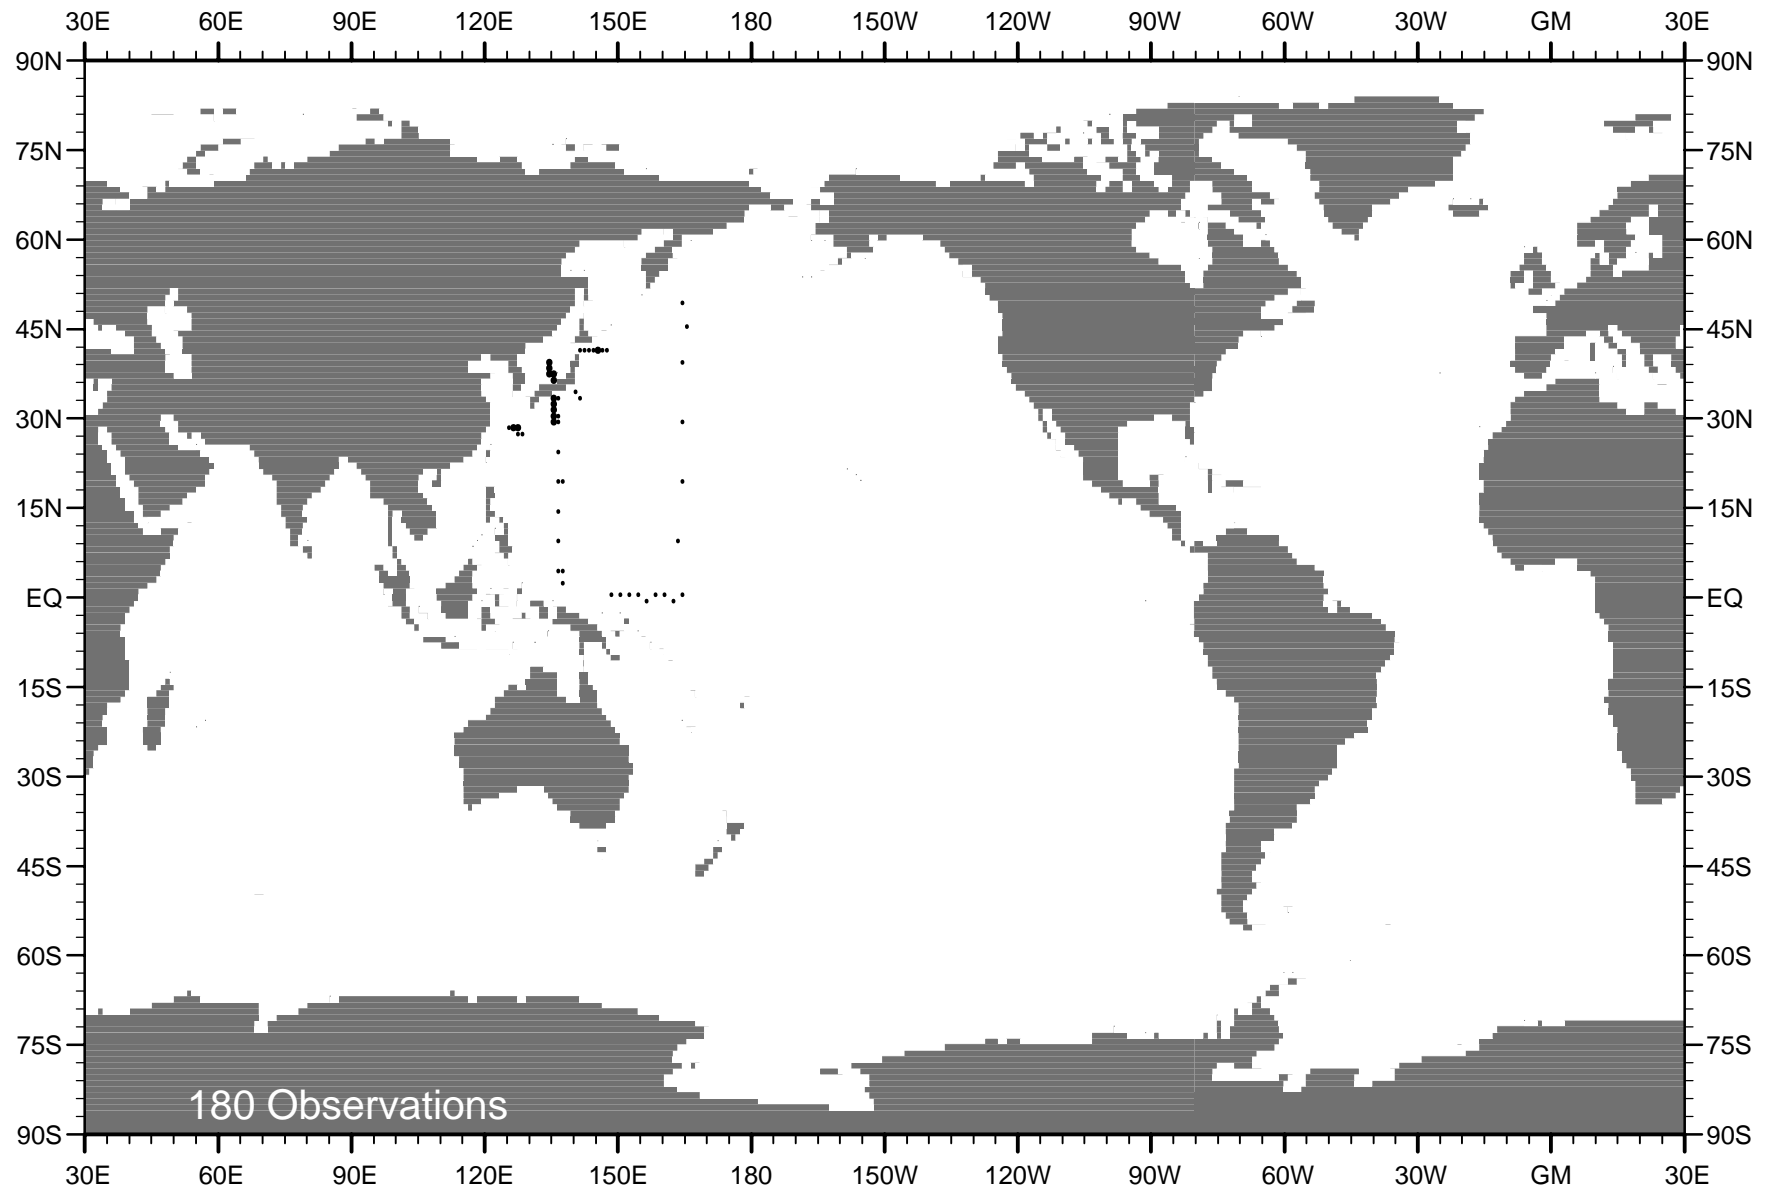 30E 60E 90E 120E 150E 180 150W 120W 90W 60W 30W GM 30E
90N 90N
75N 75N
60N 60N
45N 45N
30N 30N
15N 15N
EQ EQ
15S 15S
30S 30S
45S 45S
60S 60S
75S 75S
180 Observations
90S 90S
30E 60E 90E 120E 150E 180 150W 120W 90W 60W 30W GM 30E